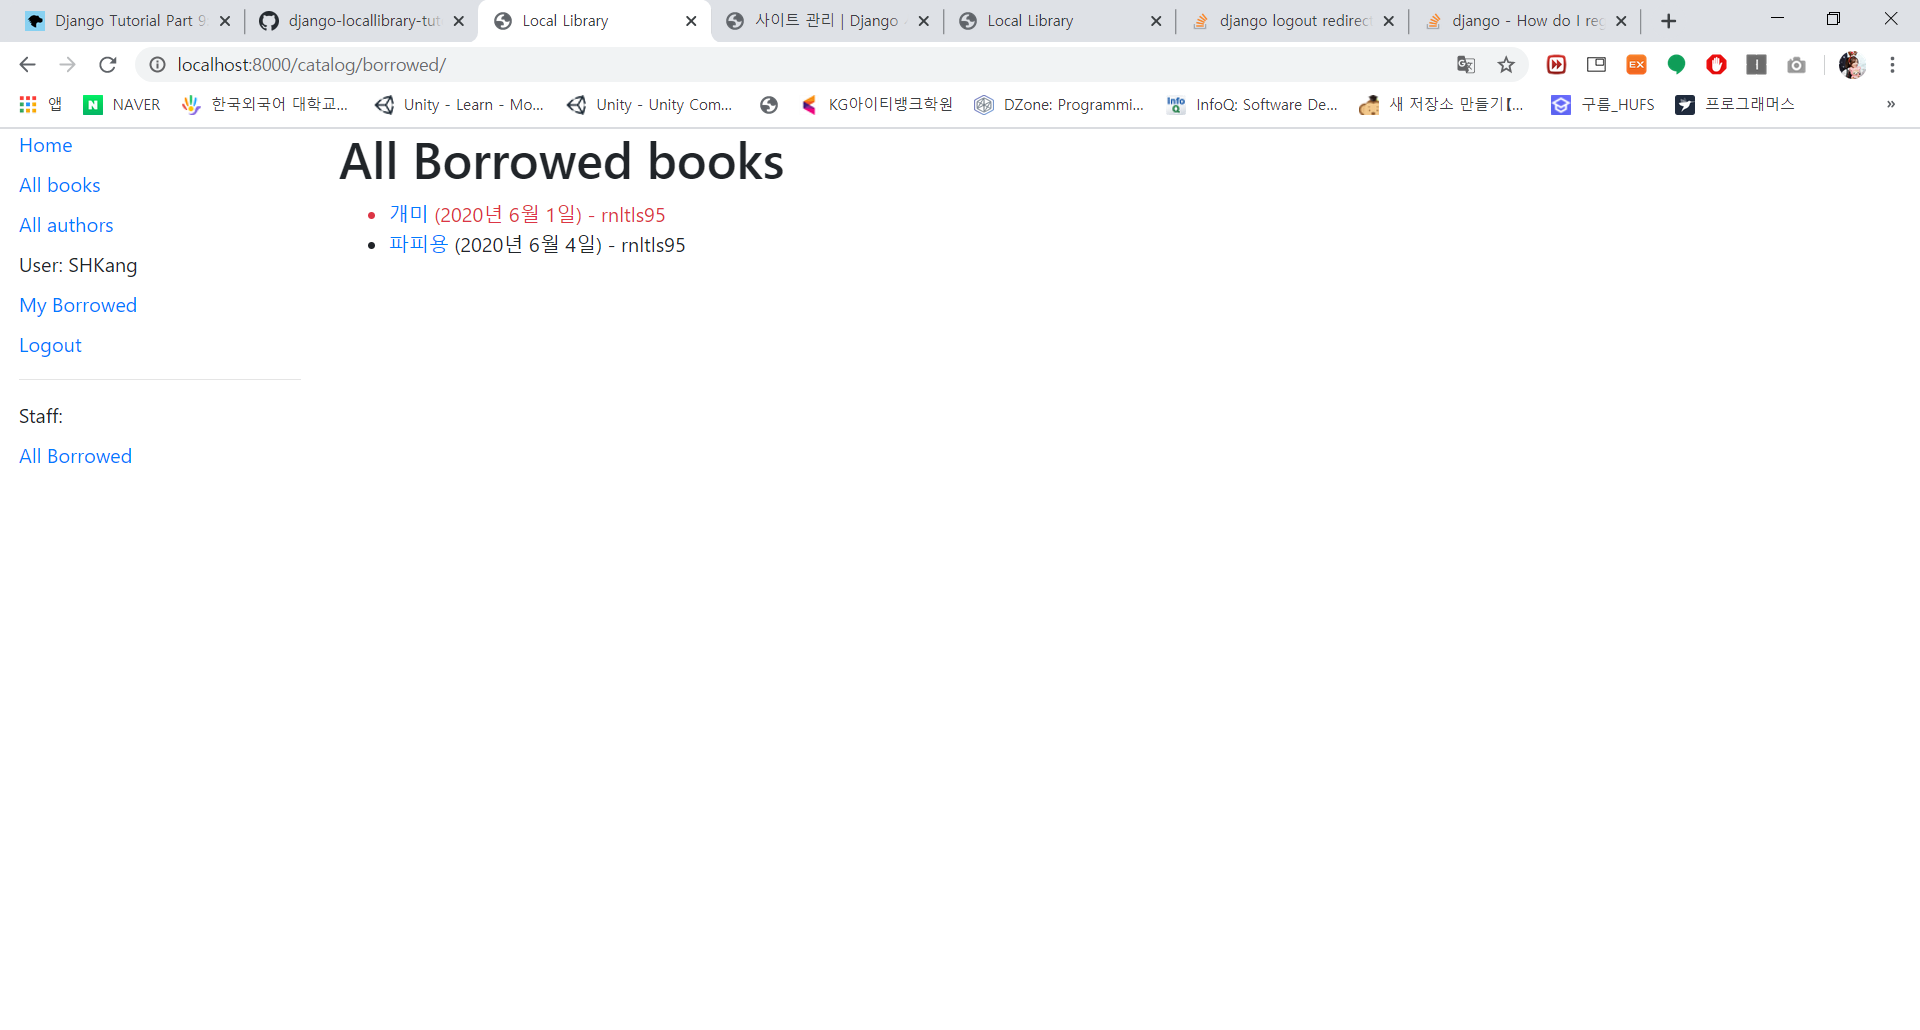 Django Tutorial Part 9
django-locallibrary-tut
Local Library
사이트 관리 | Django
Local Library
django logout redirect
django - How do I reg
localhost:8000/catalog/borrowed/
앱
NAVER
한국외국어 대학교...
Unity - Learn - Mo...
Unity - Unity Com...
KG아이티뱅크학원
DZone: Programmi...
InfoQ: Software De...
새 저장소 만들기【...
구름_HUFS
프로그래머스
»
Home
All books
All authors
User: SHKang
My Borrowed
Logout
Staff:
All Borrowed
All Borrowed books
개미 (2020년 6월 1일) - rnltls95
파피용 (2020년 6월 4일) - rnltls95